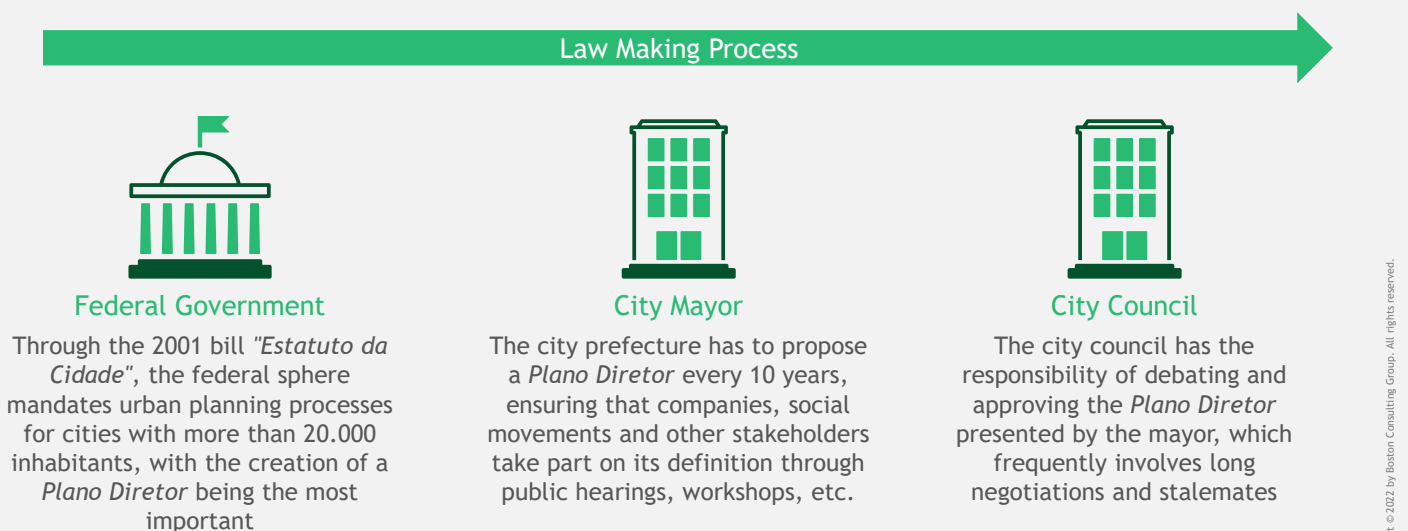 Law Making Process
Federal Government
Through the 2001 bill "Estatuto da
Cidade", the federal sphere
mandates urban planning processes
for cities with more than 20.000
inhabitants, with the creation of a
Plano Diretor being the most
important
City Mayor
The city prefecture has to propose
a Plano Diretor every 10 years,
ensuring that companies, social
movements and other stakeholders
take part on its definition through
public hearings, workshops, etc.
City Council
The city council has the
responsibility of debating and
approving the Plano Diretor
presented by the mayor, which
frequently involves long
negotiations and stalemates
© 2022 by Boston Consulting Group. All rights reserved.